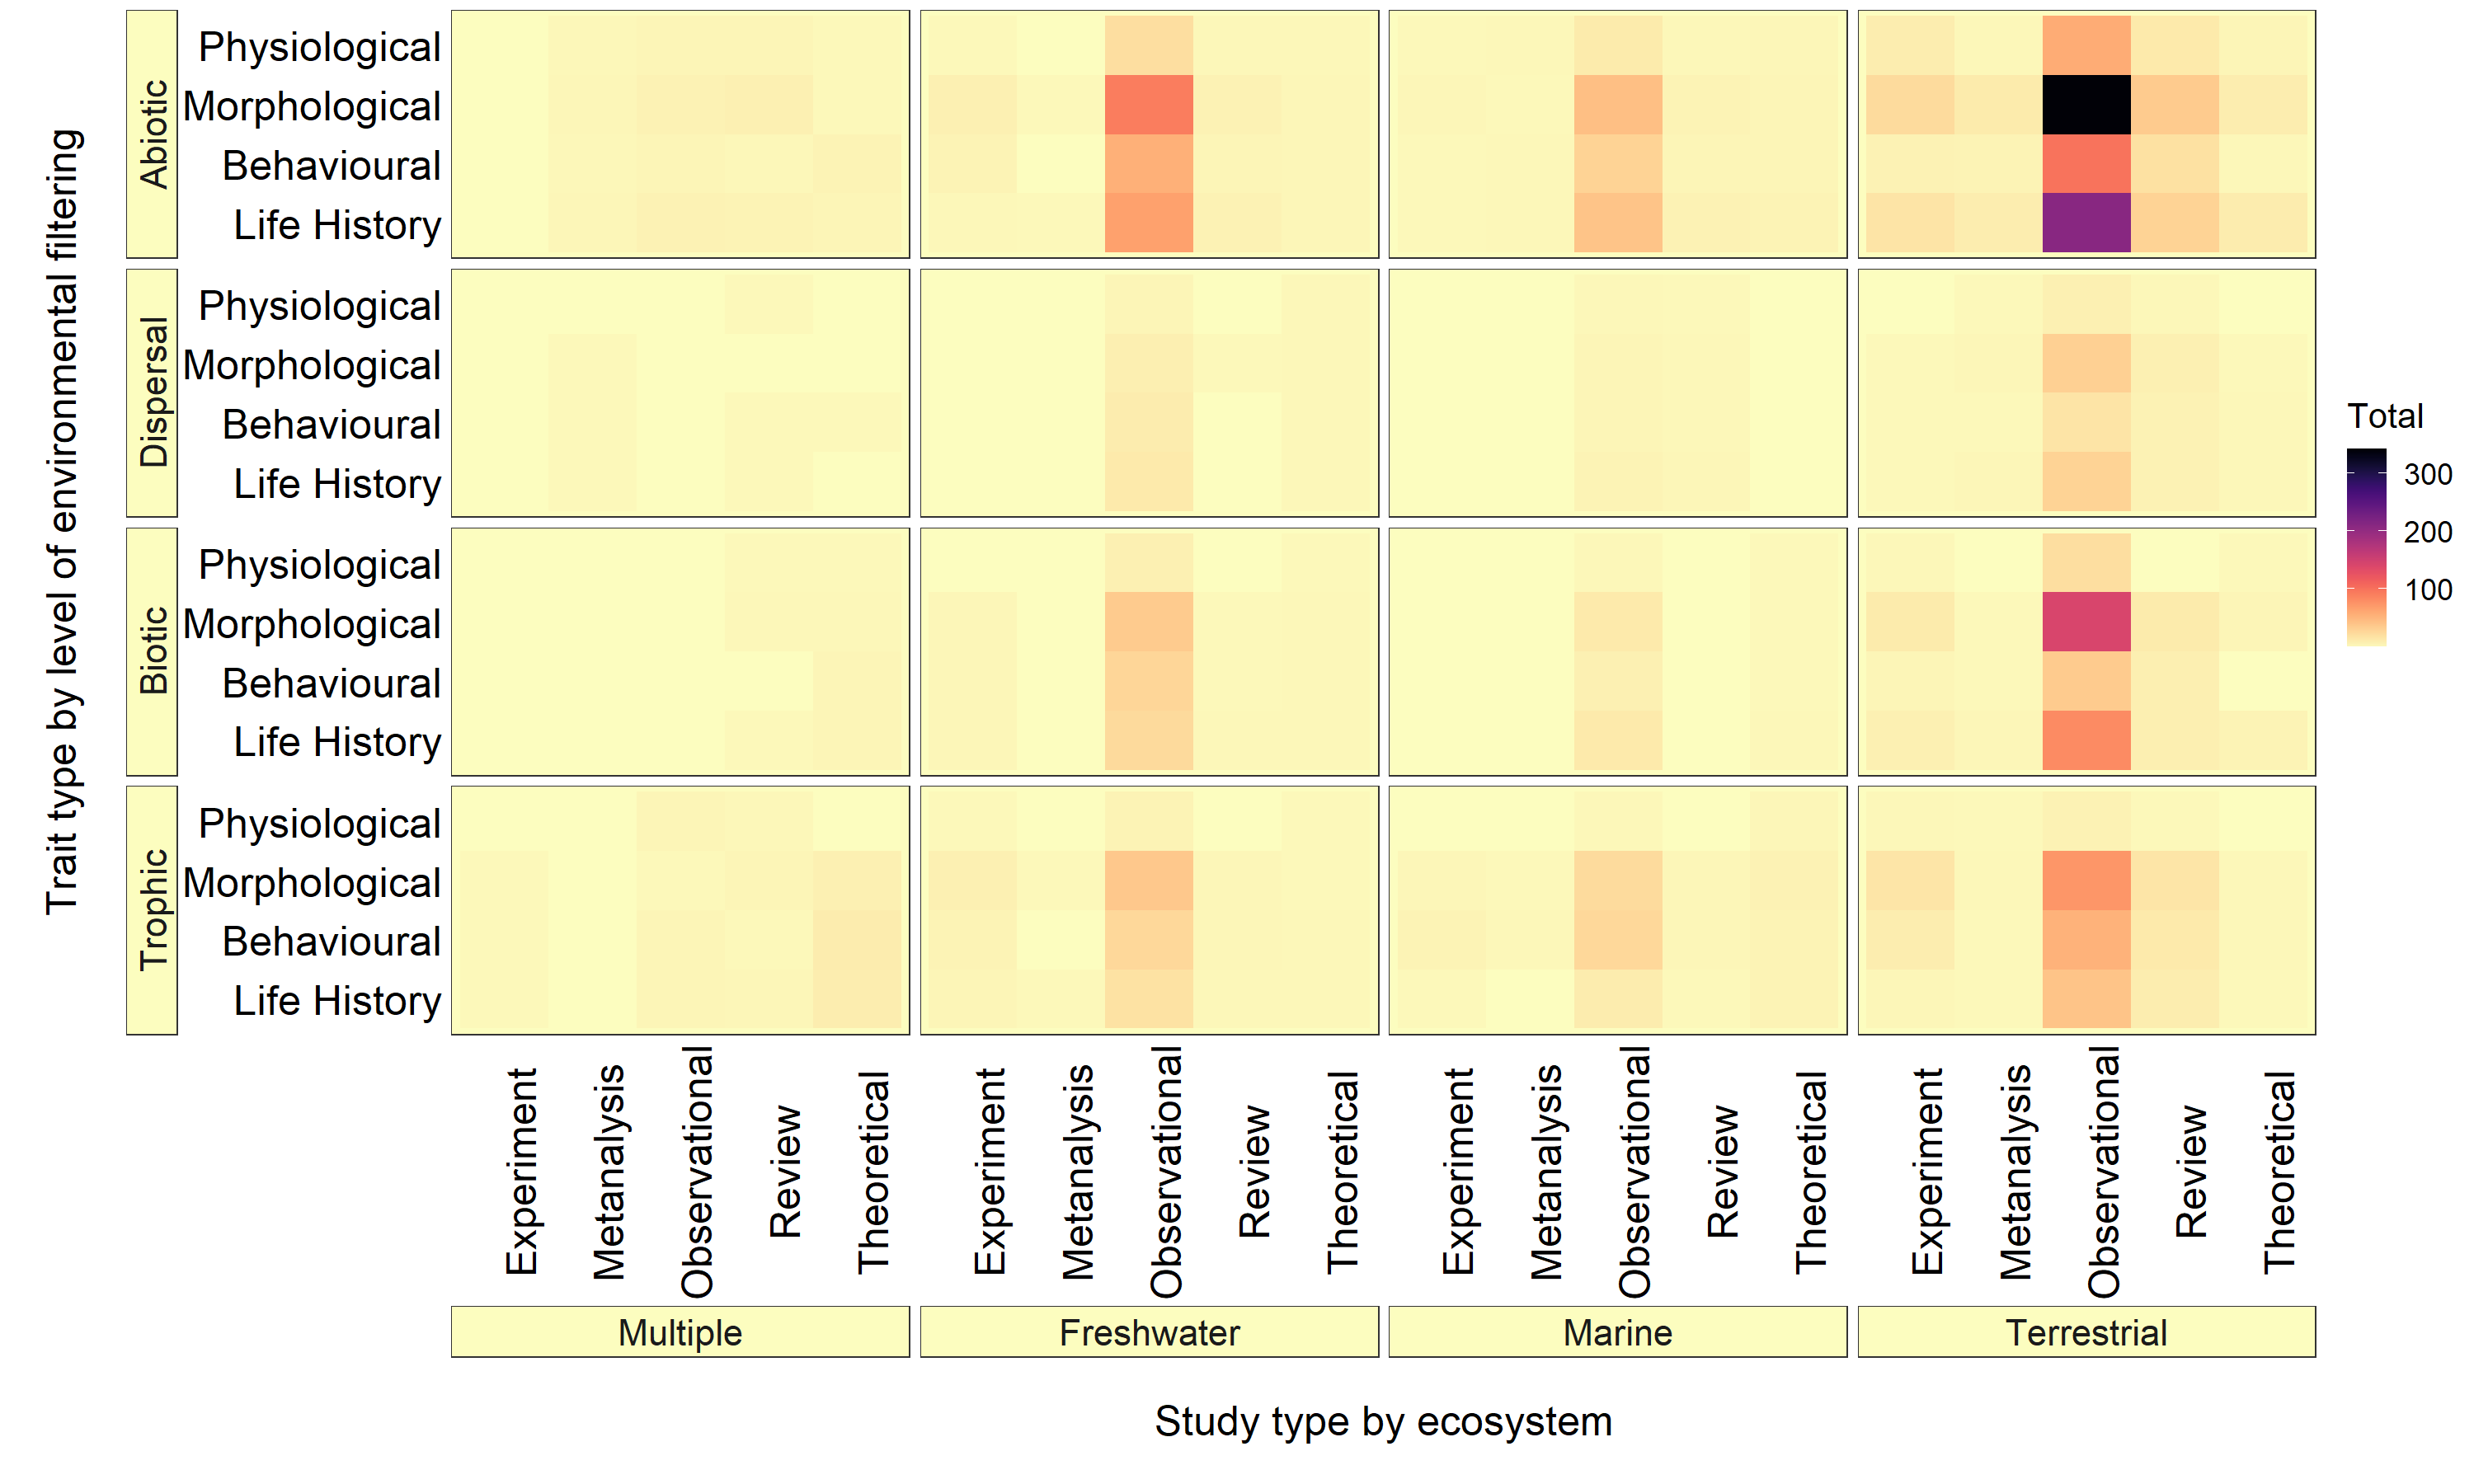 Trait type by level of environmental filtering
Abiotic
Physiological
Morphological
Behavioural
Life History
Dispersal
Physiological
Morphological
Behavioural
Life History
Biotic
Physiological
Morphological
Behavioural
Life History
Trophic
Physiological
Morphological
Behavioural
Life History
Total
300
200
100
Experiment
Metanalysis
Observational
Review
Theoretical
Experiment
Metanalysis
Observational
Review
Theoretical
Experiment
Metanalysis
Observational
Review
Theoretical
Experiment
Metanalysis
Observational
Review
Theoretical
Multiple
Freshwater
Marine
Terrestrial
Study type by ecosystem